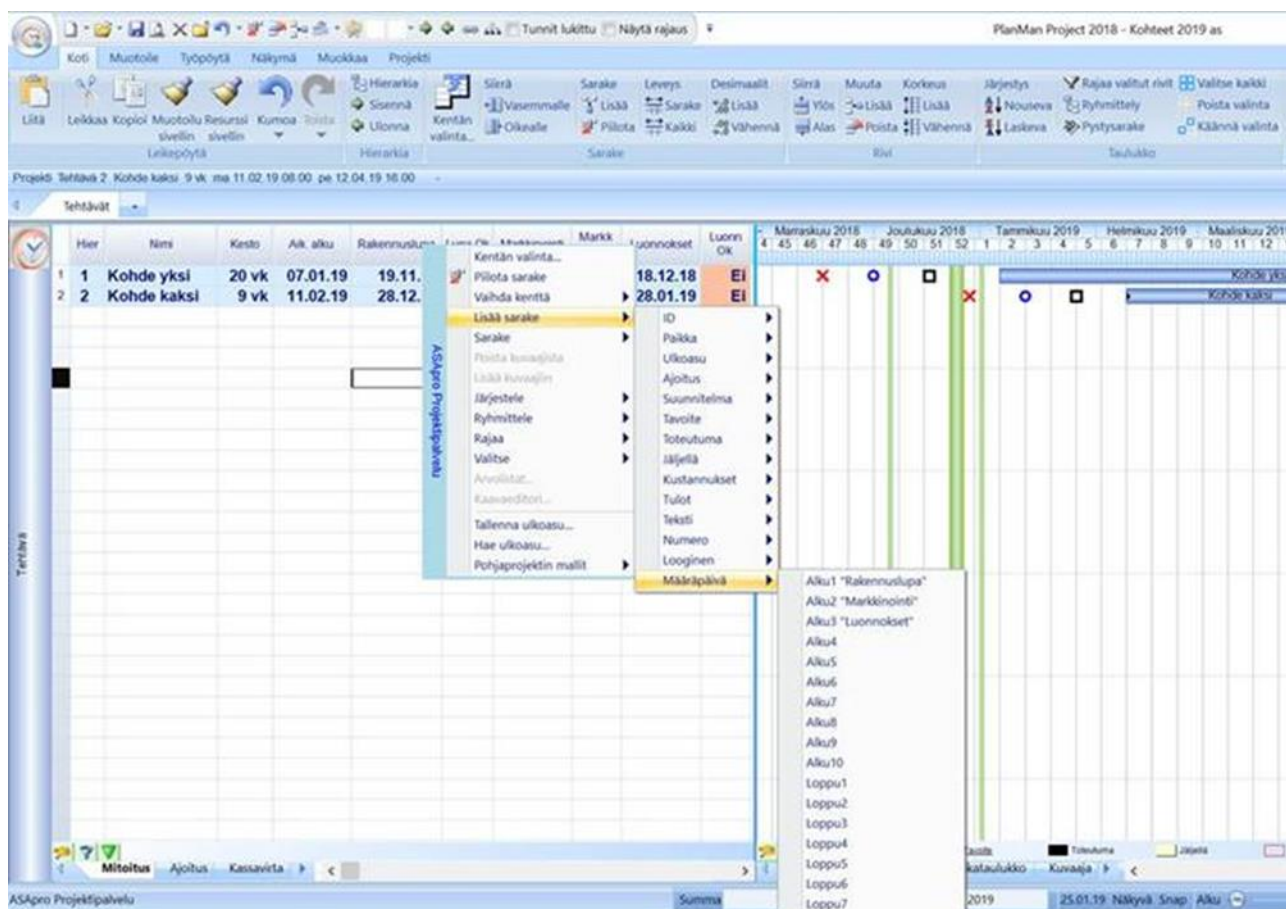 Tunnit lukittu Näytä rajaus PlanMan Project 2018 - Kohteet 2019 as
Koti Muotoile Työpöytä Näkymä Muokkaa Projekti
Liitä
Leikkaa Kopioi Muotoilu sivellin Resurssi sivellin Kumoa Toista
Leikepöytä
Hierarkia
Sisennä
Ulonna
Hierarkia
Kentän valinta...
Siirrä
Vasemmalle
Oikealle
Sarake
Lisää
Piilota
Leveys
Sarake
Kaikki
Desimaalit
Lisää
Vähennä
Sarake
Siirrä
Ylös
Alas
Muuta
Lisää
Poista
Korkeus
Lisää
Vähennä
Rivi
Järjestys
Nouseva
Laskeva
Rajaa valitut rivit
Ryhmittely
Pystysarake
Valitse kaikki
Poista valinta
Käännä valinta
Taulukko
Projekti Tehtävä 2 Kohde kaksi 9 vk ma 11.02.19 08:00 pe 12.04.19 16:00
Tehtävät
Hier Nimi Kesto Aik. alku Rakennuslupa Markk Luonnokset Luonn Ok
Marraskuu 2018 Joulukuu 2018 Tammikuu 2019 Helmikuu 2019 Maaliskuu 201
4 45 46 47 48 49 50 51 52 1 2 3 4 5 6 7 8 9 10 11 12
1 1 Kohde yksi 20 vk 07.01.19 19.11. 18.12.18 Ei Kohde yks
2 2 Kohde kaksi 9 vk 11.02.19 28.12. 28.01.19 Ei Kohde kaksi
ASApro Projektipalvelu
Kentän valinta...
Piilota sarake
Vaihda kenttä
Lisää sarake
Sarake
Poista kuvaajista
Lisää kuvaajiin
Järjestele
Ryhmittele
Rajaa
Valitse
Arvolistat...
Kaavaeditori...
Tallenna ulkoasu...
Hae ulkoasu...
Pohjaprojektin mallit
ID
Paikka
Ulkoasu
Ajoitus
Suunnitelma
Tavoite
Toteutuma
Jäljellä
Kustannukset
Tulot
Teksti
Numero
Looginen
Määräpäivä
Alku1 "Rakennuslupa"
Alku2 "Markkinointi"
Alku3 "Luonnokset"
Alku4
Alku5
Alku6
Alku7
Alku8
Alku9
Alku10
Loppu1
Loppu2
Loppu3
Loppu4
Loppu5
Loppu6
Loppu7
Tehtävä
Toteutuma Jäljellä
Mitoitus Ajoitus Kassavirta kataulukko Kuvaaja
ASApro Projektipalvelu Summa 2019 25.01.19 Näkyvä Snap Alku